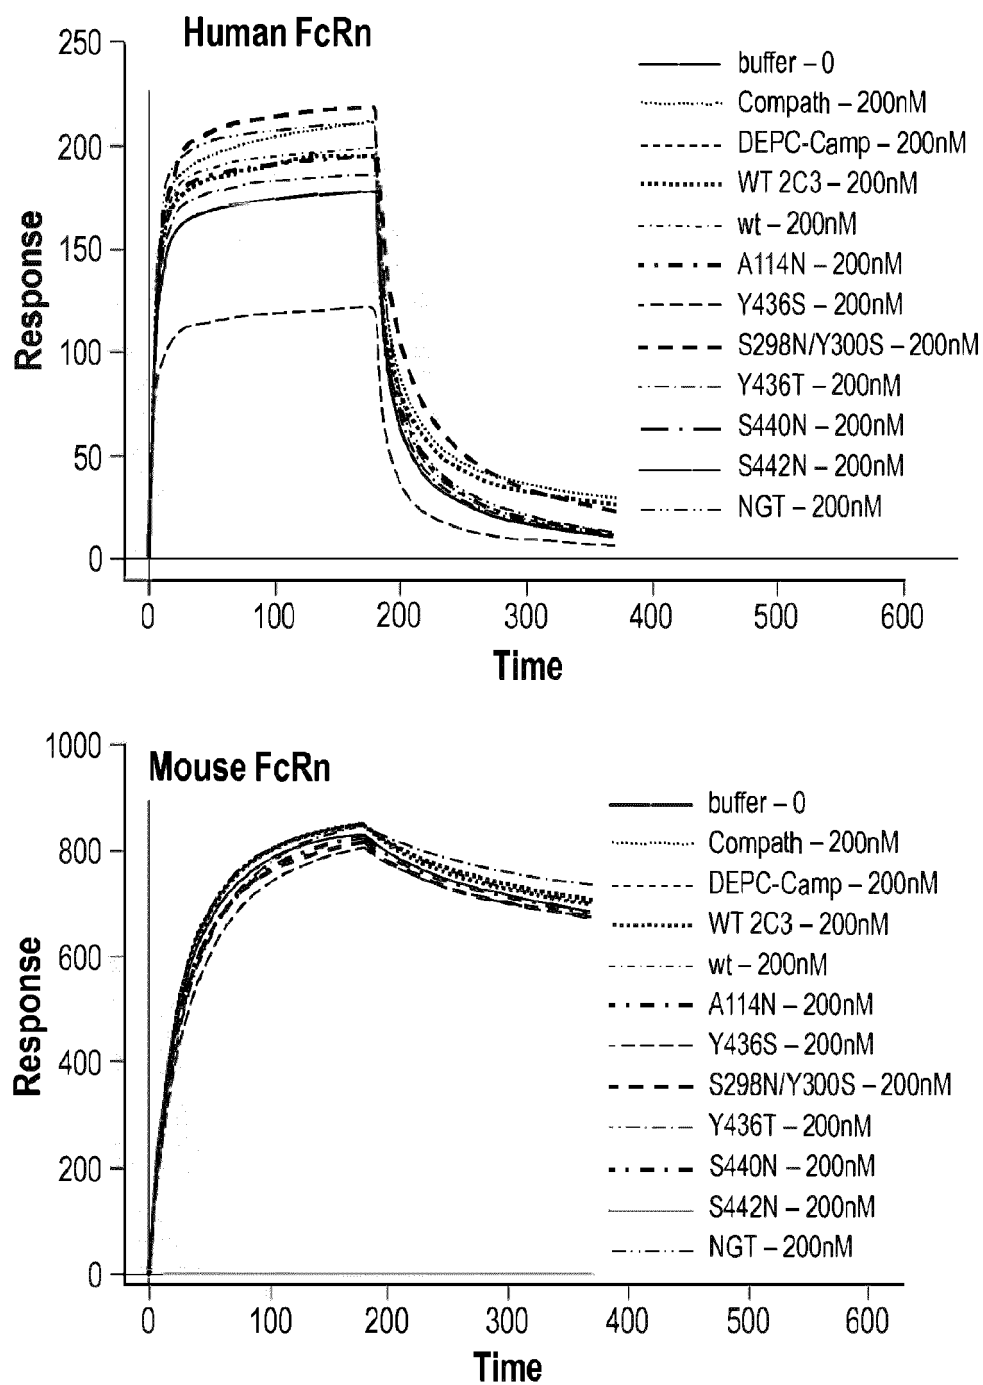 Human FcRn
250
200
150
100
50
0
Response
0 100 200 300 400 500 600
Time
buffer – 0
Compath – 200nM
DEPC-Camp – 200nM
WT 2C3 – 200nM
wt – 200nM
A114N – 200nM
Y436S – 200nM
S298N/Y300S – 200nM
Y436T – 200nM
S440N – 200nM
S442N – 200nM
NGT – 200nM
Mouse FcRn
1000
800
600
400
200
0
Response
0 100 200 300 400 500 600
Time
buffer – 0
Compath – 200nM
DEPC-Camp – 200nM
WT 2C3 – 200nM
wt – 200nM
A114N – 200nM
Y436S – 200nM
S298N/Y300S – 200nM
Y436T – 200nM
S440N – 200nM
S442N – 200nM
NGT – 200nM